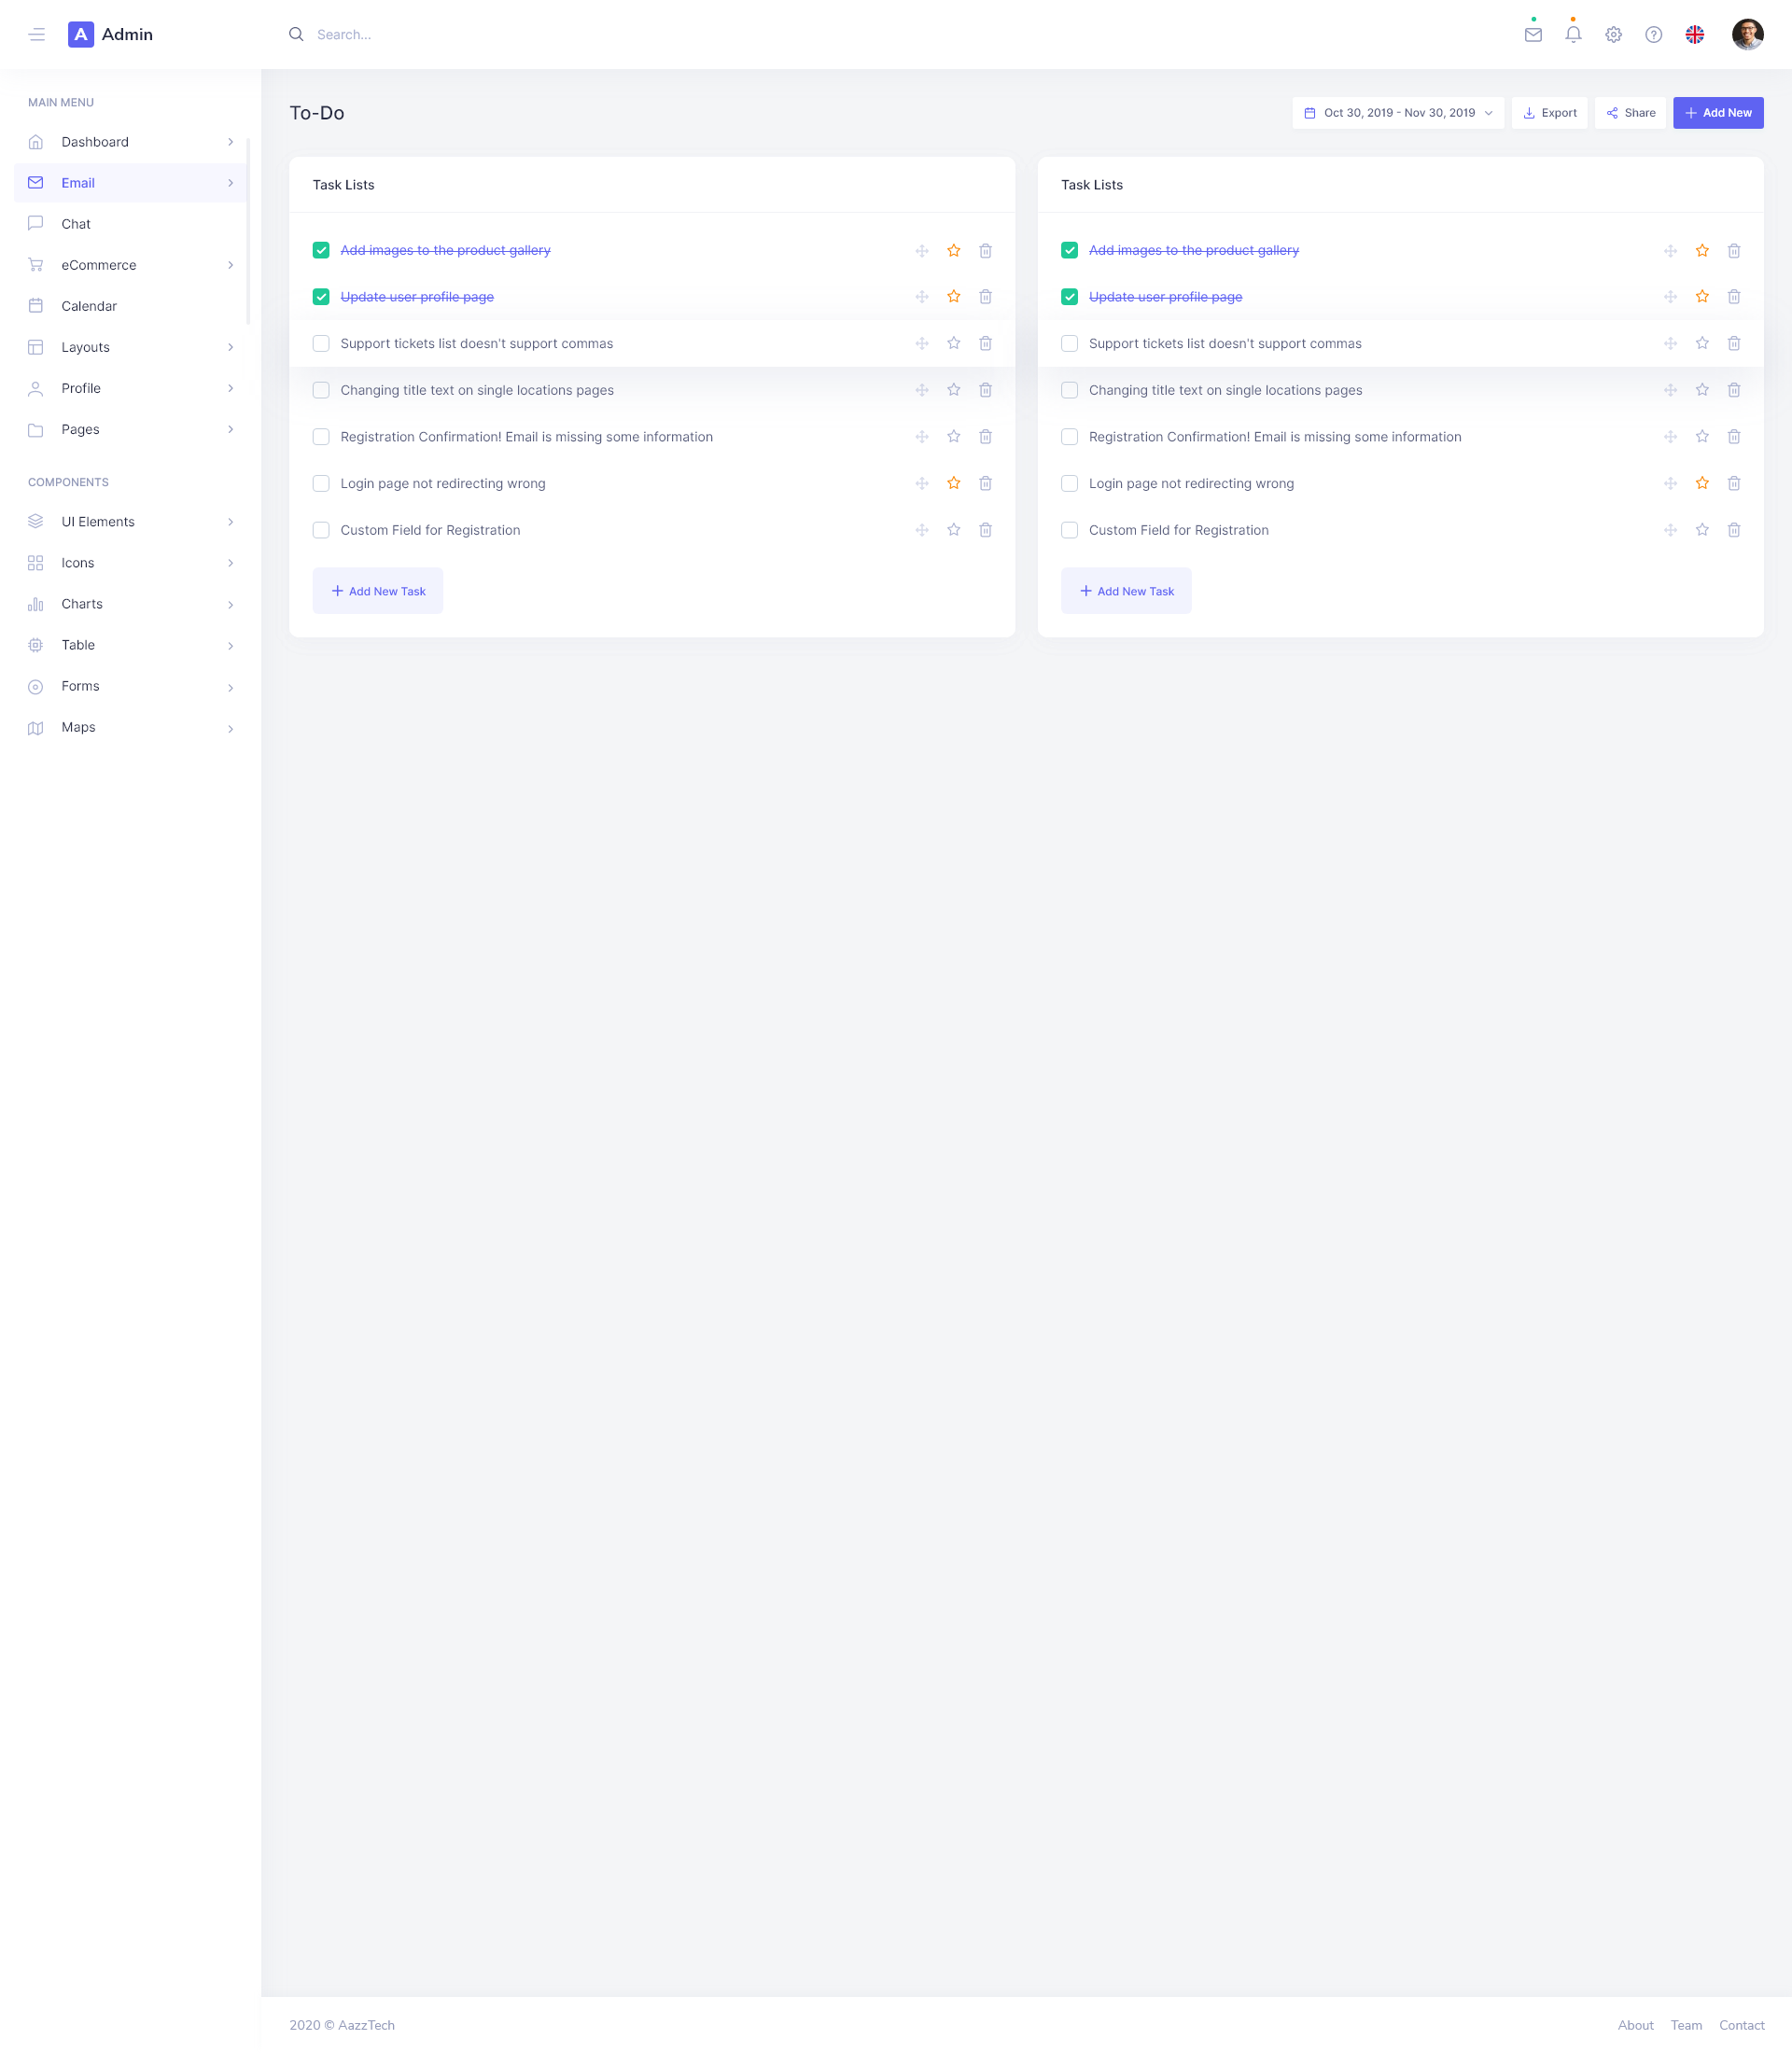 A Admin
Search...
MAIN MENU
Dashboard
Email
Chat
eCommerce
Calendar
Layouts
Profile
Pages
COMPONENTS
UI Elements
Icons
Charts
Table
Forms
Maps
To-Do
Oct 30, 2019 - Nov 30, 2019
Export
Share
Add New
Task Lists
Add images to the product gallery
Update user profile page
Support tickets list doesn't support commas
Changing title text on single locations pages
Registration Confirmation! Email is missing some information
Login page not redirecting wrong
Custom Field for Registration
Add New Task
Task Lists
Add images to the product gallery
Update user profile page
Support tickets list doesn't support commas
Changing title text on single locations pages
Registration Confirmation! Email is missing some information
Login page not redirecting wrong
Custom Field for Registration
Add New Task
2020 © AazzTech
About Team Contact